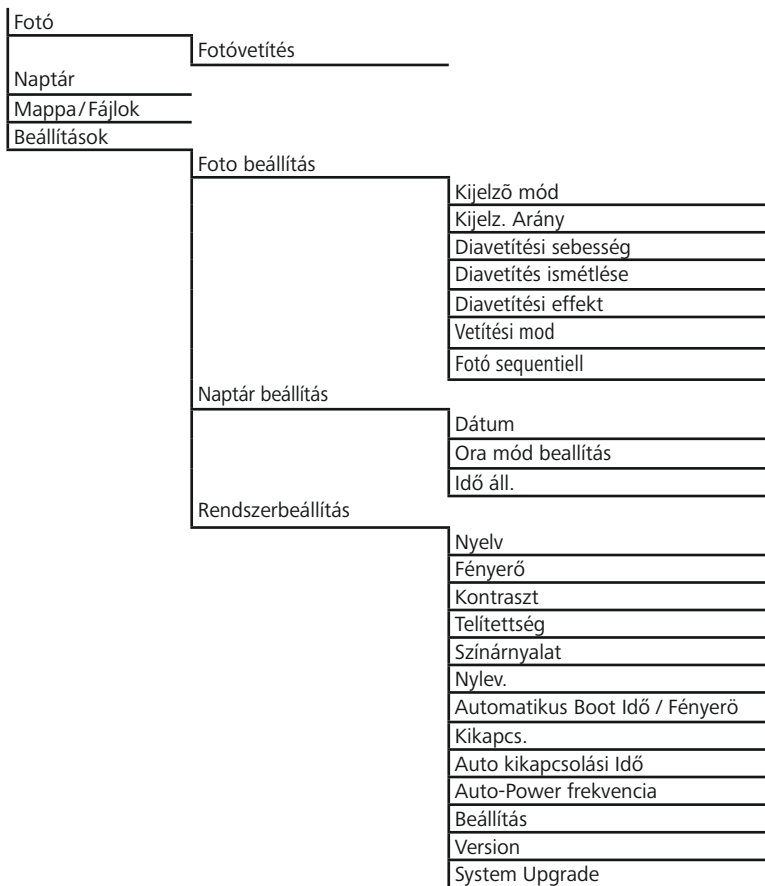 Fotó
Fotóvetítés
Naptár
Mappa/Fájlok
Beállítások
Foto beállítás
Kijelzõ mód
Kijelz. Arány
Diavetítési sebesség
Diavetítés ismétlése
Diavetítési effekt
Vetítési mod
Fotó sequentiell
Naptár beállítás
Dátum
Ora mód beallítás
Idő áll.
Rendszerbeállítás
Nyelv
Fényerő
Kontraszt
Telítettség
Színárnyalat
Nylev.
Automatikus Boot Idő / Fényerö
Kikapcs.
Auto kikapcsolási Idő
Auto-Power frekvencia
Beállítás
Version
System Upgrade